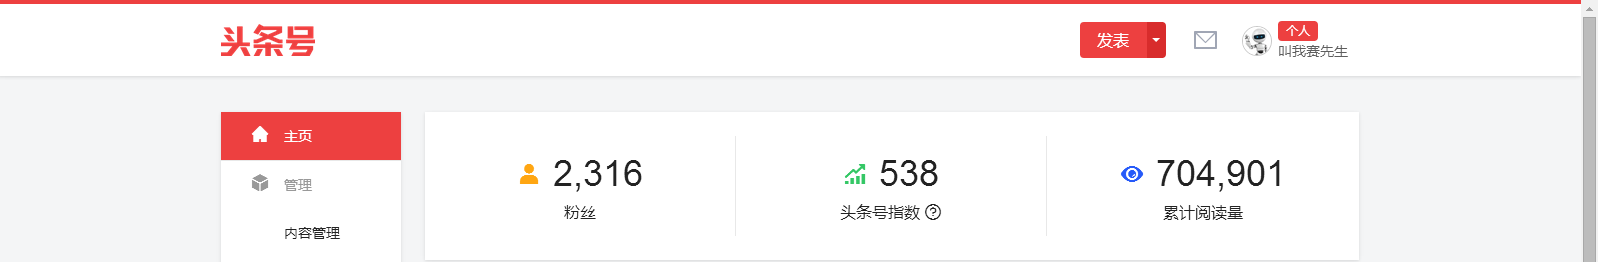 头条号
发表
个人
叫我赛先生
主页
管理
内容管理
2,316
粉丝
538
头条号指数
704,901
累计阅读量